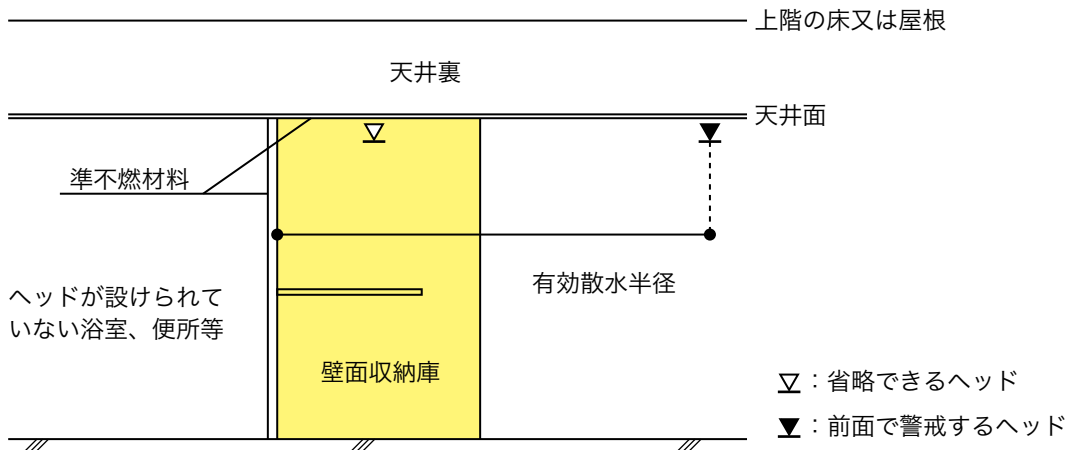 上階の床又は屋根
天井裏
天井面
準不燃材料
有効散水半径
ヘッドが設けられて
いない浴室、便所等
壁面収納庫
：省略できるヘッド
：前面で警戒するヘッド